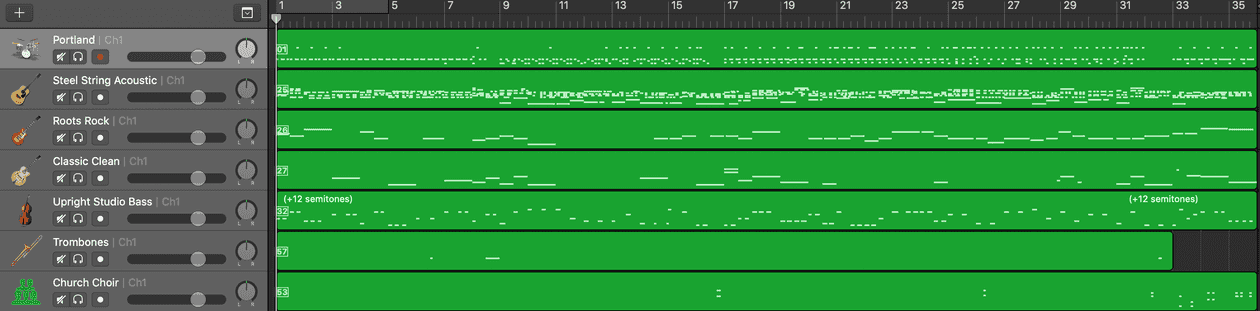 1 3 5 7 9 11 13 15 17 19 21 23 25 27 29 31 33 35
Portland | Ch1
L R
01
Steel String Acoustic | Ch1
L R
25
Roots Rock | Ch1
L R
26
Classic Clean | Ch1
L R
27
Upright Studio Bass | Ch1
L R
(+12 semitones) (+12 semitones)
32
Trombones | Ch1
L R
57
Church Choir | Ch1
L R
53